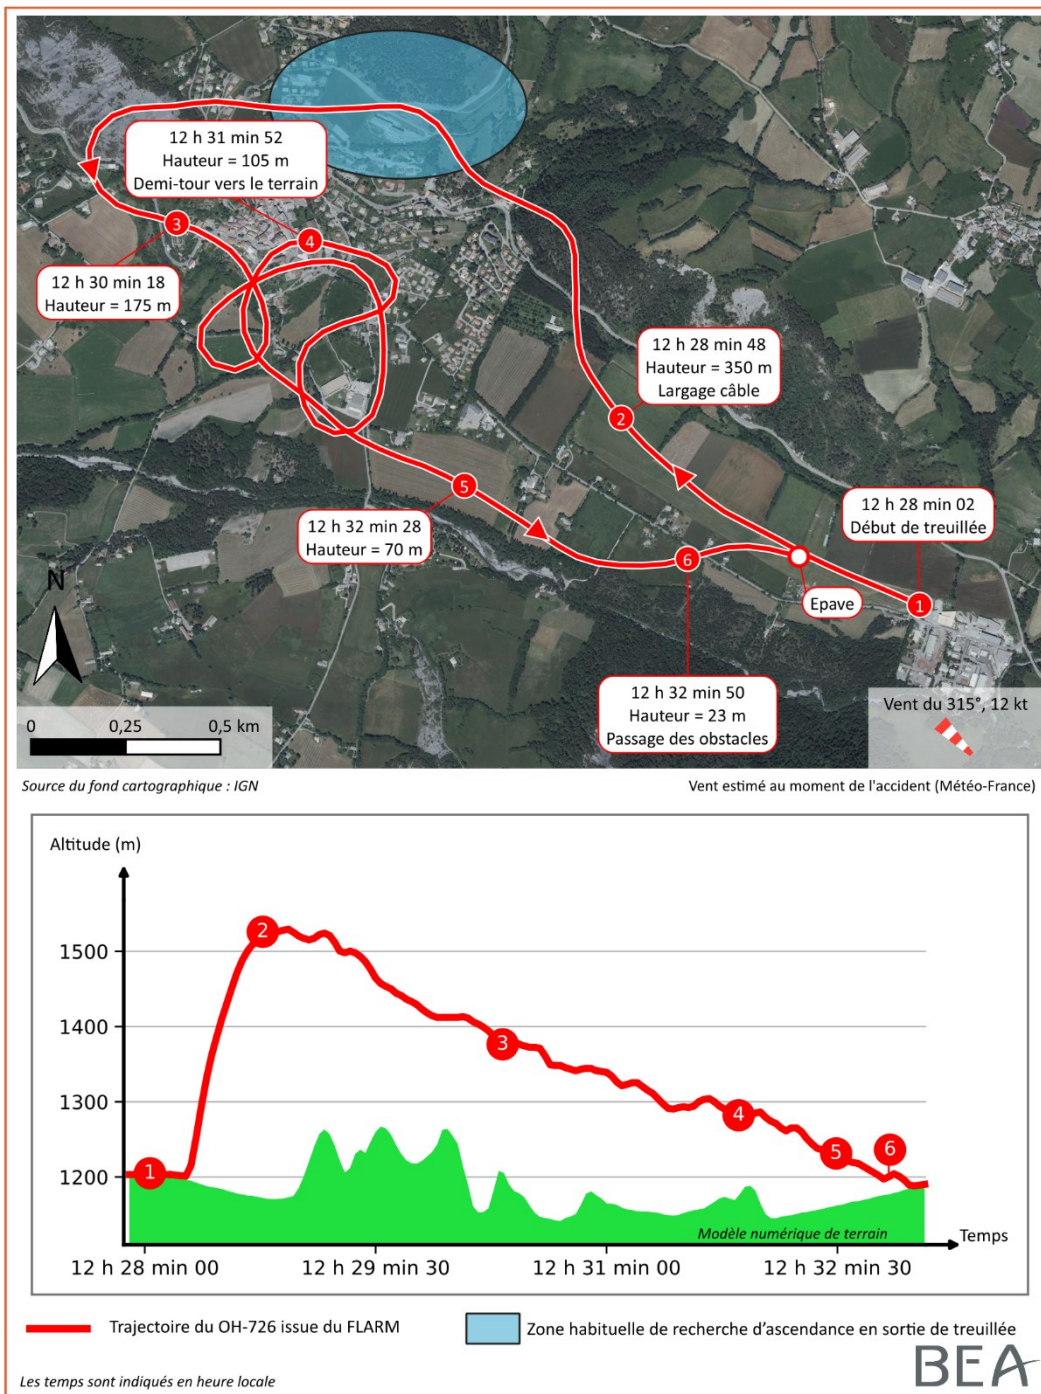 12 h 31 min 52
Hauteur = 105 m
Demi-tour vers le terrain
3
4
12 h 30 min 18
Hauteur = 175 m
12 h 28 min 48
Hauteur = 350 m
Largage câble
2
5
12 h 28 min 02
Début de treuillée
12 h 32 min 28
Hauteur = 70 m
6
Epave
1
N
12 h 32 min 50
Hauteur = 23 m
Passage des obstacles
Vent du 315°, 12 kt
0 0,25 0,5 km
Source du fond cartographique : IGN
Vent estimé au moment de l'accident (Météo-France)
Altitude (m)
1500
1400
1300
1200
1
2
3
4
5
6
Modèle numérique de terrain
Temps
12 h 28 min 00 12 h 29 min 30 12 h 31 min 00 12 h 32 min 30
Trajectoire du OH-726 issue du FLARM
Zone habituelle de recherche d’ascendance en sortie de treuillée
BEA
Les temps sont indiqués en heure locale